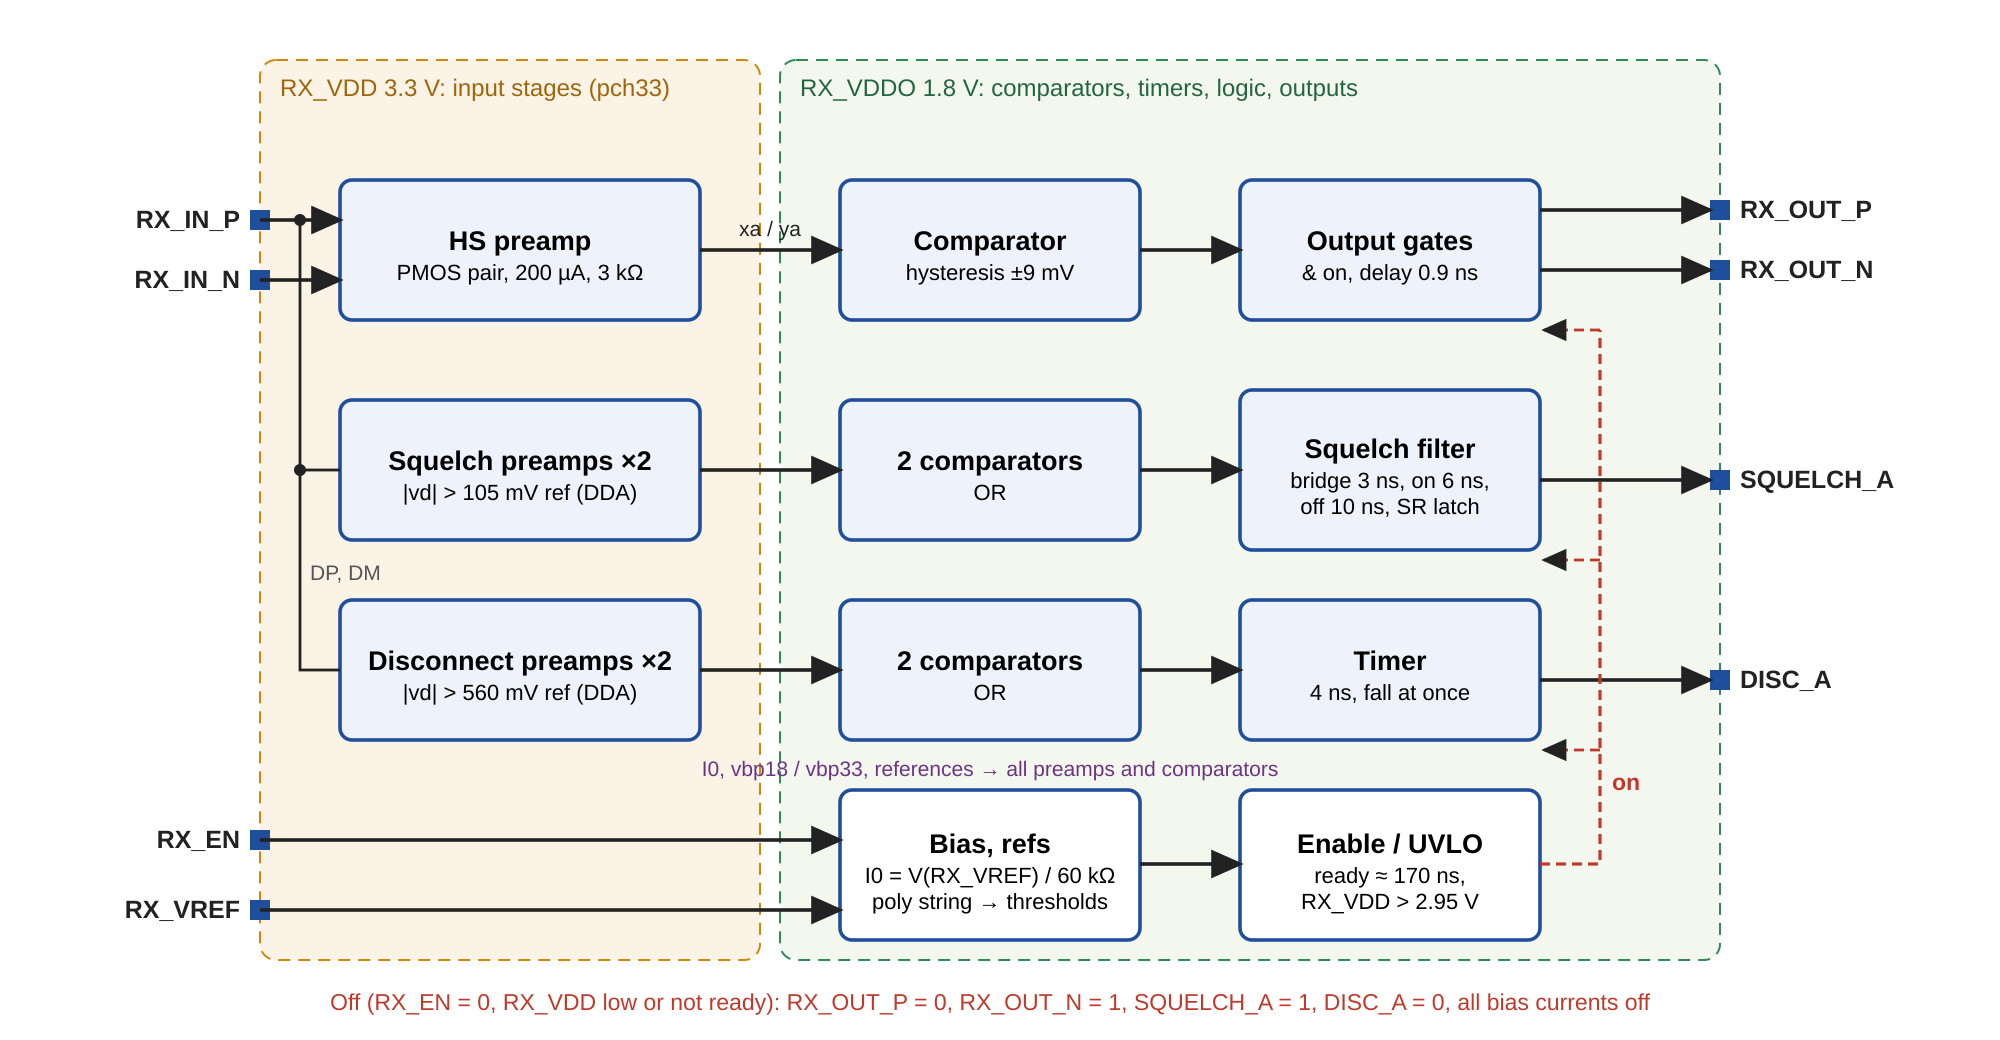 RX_VDD 3.3 V: input stages (pch33)
RX_VDDO 1.8 V: comparators, timers, logic, outputs
RX_IN_P
RX_IN_N
HS preamp
PMOS pair, 200 µA, 3 kΩ
xa / ya
Comparator
hysteresis ±9 mV
Output gates
& on, delay 0.9 ns
RX_OUT_P
RX_OUT_N
Squelch preamps ×2
|vd| > 105 mV ref (DDA)
2 comparators
OR
Squelch filter
bridge 3 ns, on 6 ns,
off 10 ns, SR latch
SQUELCH_A
DP, DM
Disconnect preamps ×2
|vd| > 560 mV ref (DDA)
2 comparators
OR
Timer
4 ns, fall at once
DISC_A
I0, vbp18 / vbp33, references → all preamps and comparators
on
RX_EN
RX_VREF
Bias, refs
I0 = V(RX_VREF) / 60 kΩ
poly string → thresholds
Enable / UVLO
ready ≈ 170 ns,
RX_VDD > 2.95 V
Off (RX_EN = 0, RX_VDD low or not ready): RX_OUT_P = 0, RX_OUT_N = 1, SQUELCH_A = 1, DISC_A = 0, all bias currents off